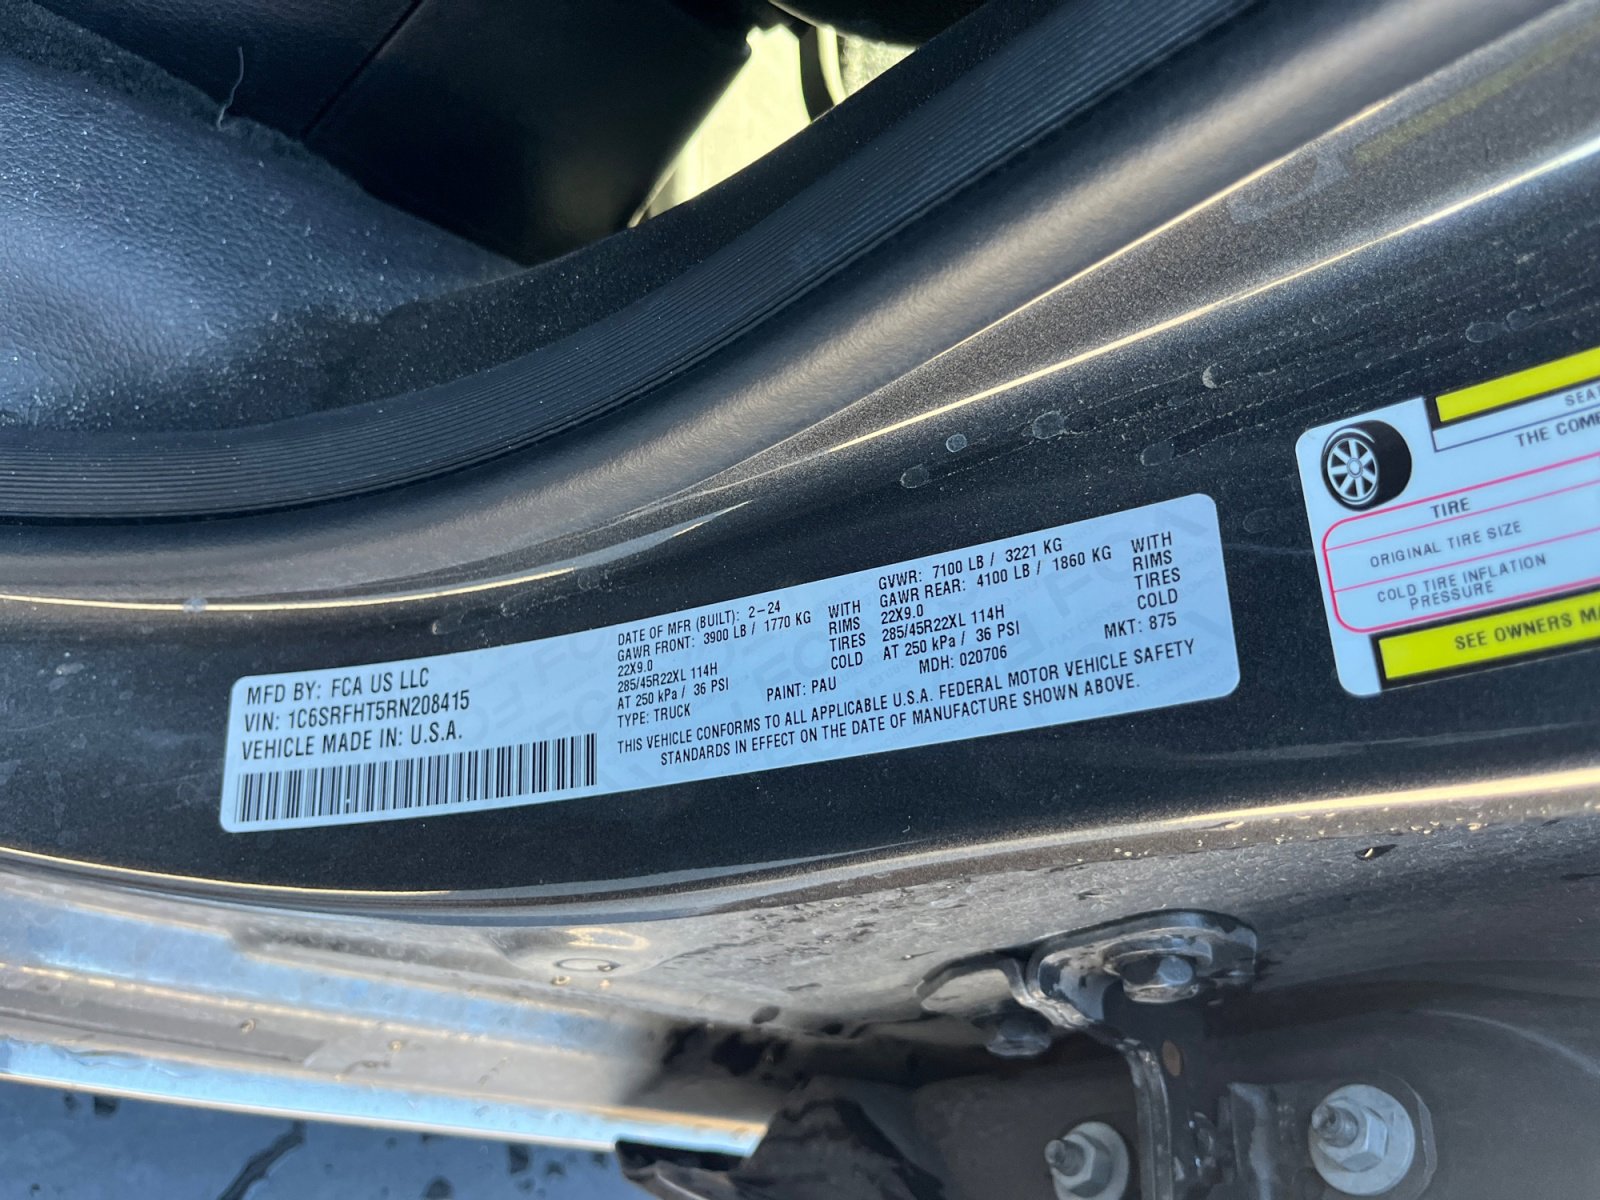 MFD BY: FCA US LLC
VIN: 1C6SRFHT5RN208415
VEHICLE MADE IN: U.S.A.
DATE OF MFR (BUILT): 2-24
GAWR FRONT: 3900 LB / 1770 KG WITH
22X9.0 RIMS
285/45R22XL 114H TIRES
AT 250 kPa / 36 PSI COLD
TYPE: TRUCK PAINT: PAU
GVWR: 7100 LB / 3221 KG
GAWR REAR: 4100 LB / 1860 KG WITH
22X9.0 RIMS
285/45R22XL 114H TIRES
AT 250 kPa / 36 PSI COLD
MDH: 020706 MKT: 875
THIS VEHICLE CONFORMS TO ALL APPLICABLE U.S.A. FEDERAL MOTOR VEHICLE SAFETY
STANDARDS IN EFFECT ON THE DATE OF MANUFACTURE SHOWN ABOVE.
SEAT
THE COMB
TIRE
ORIGINAL TIRE SIZE
COLD TIRE INFLATION
PRESSURE
SEE OWNERS MA